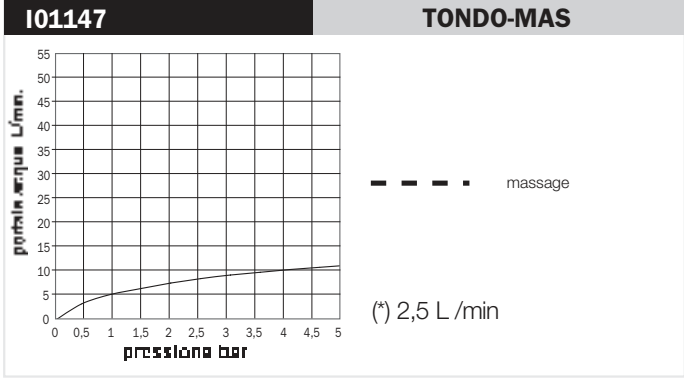 I01147
TONDO-MAS
55
50
45
40
35
30
25
20
15
10
5
0
0 0,5 1 1,5 2 2,5 3 3,5 4 4,5 5
portata acqua L/mn.
pressione bar
massage
(*) 2,5 L /min